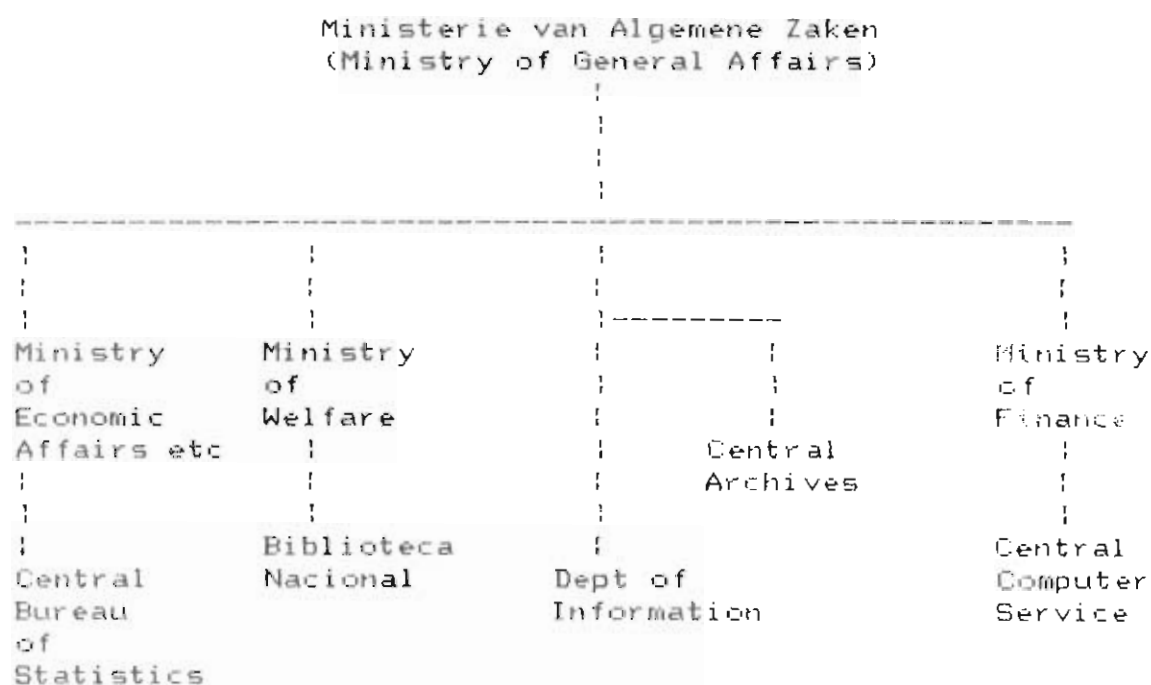 Ministerie van Algemene Zaken
(Ministry of General Affairs)
Ministry
of
Economic
Affairs etc
Ministry
of
Welfare
Ministry
of
Finance
Central
Archives
Central
Bureau
of
Statistics
Biblioteca
Nacional
Dept of
Information
Central
Computer
Service